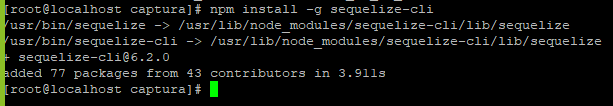 [root@localhost captura]# npm install -g sequelize-cli
/usr/bin/sequelize -> /usr/lib/node_modules/sequelize-cli/lib/sequelize
/usr/bin/sequelize-cli -> /usr/lib/node_modules/sequelize-cli/lib/sequelize
+ sequelize-cli@6.2.0
added 77 packages from 43 contributors in 3.911s
[root@localhost captura]#